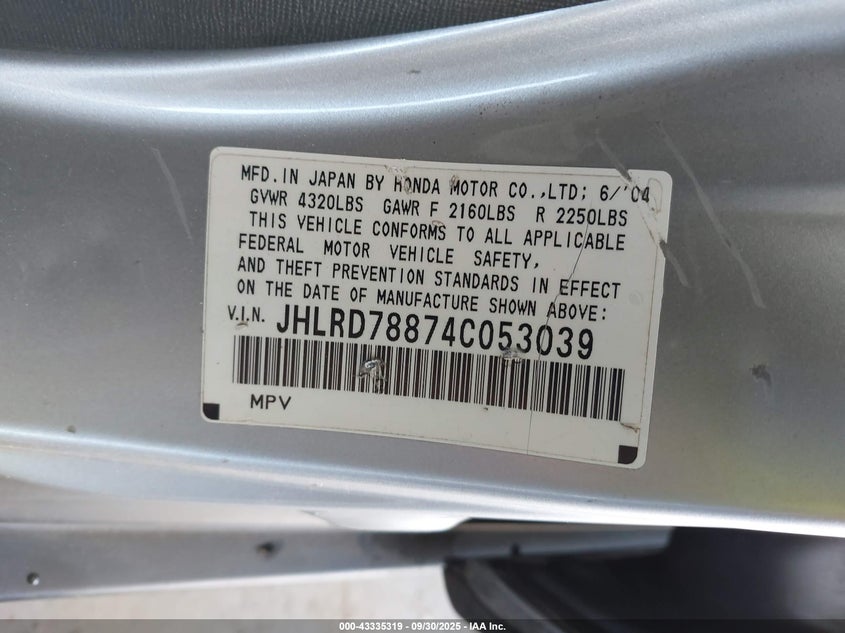 MFD. IN JAPAN BY HONDA MOTOR CO.,LTD; 6/'04
GVWR 4320LBS GAWR F 2160LBS R 2250LBS
THIS VEHICLE CONFORMS TO ALL APPLICABLE
FEDERAL MOTOR VEHICLE SAFETY,
AND THEFT PREVENTION STANDARDS IN EFFECT
ON THE DATE OF MANUFACTURE SHOWN ABOVE:
V.I.N. JHLRD78874C053039
MPV
000-43335319 - 09/30/2025 - IAA Inc.